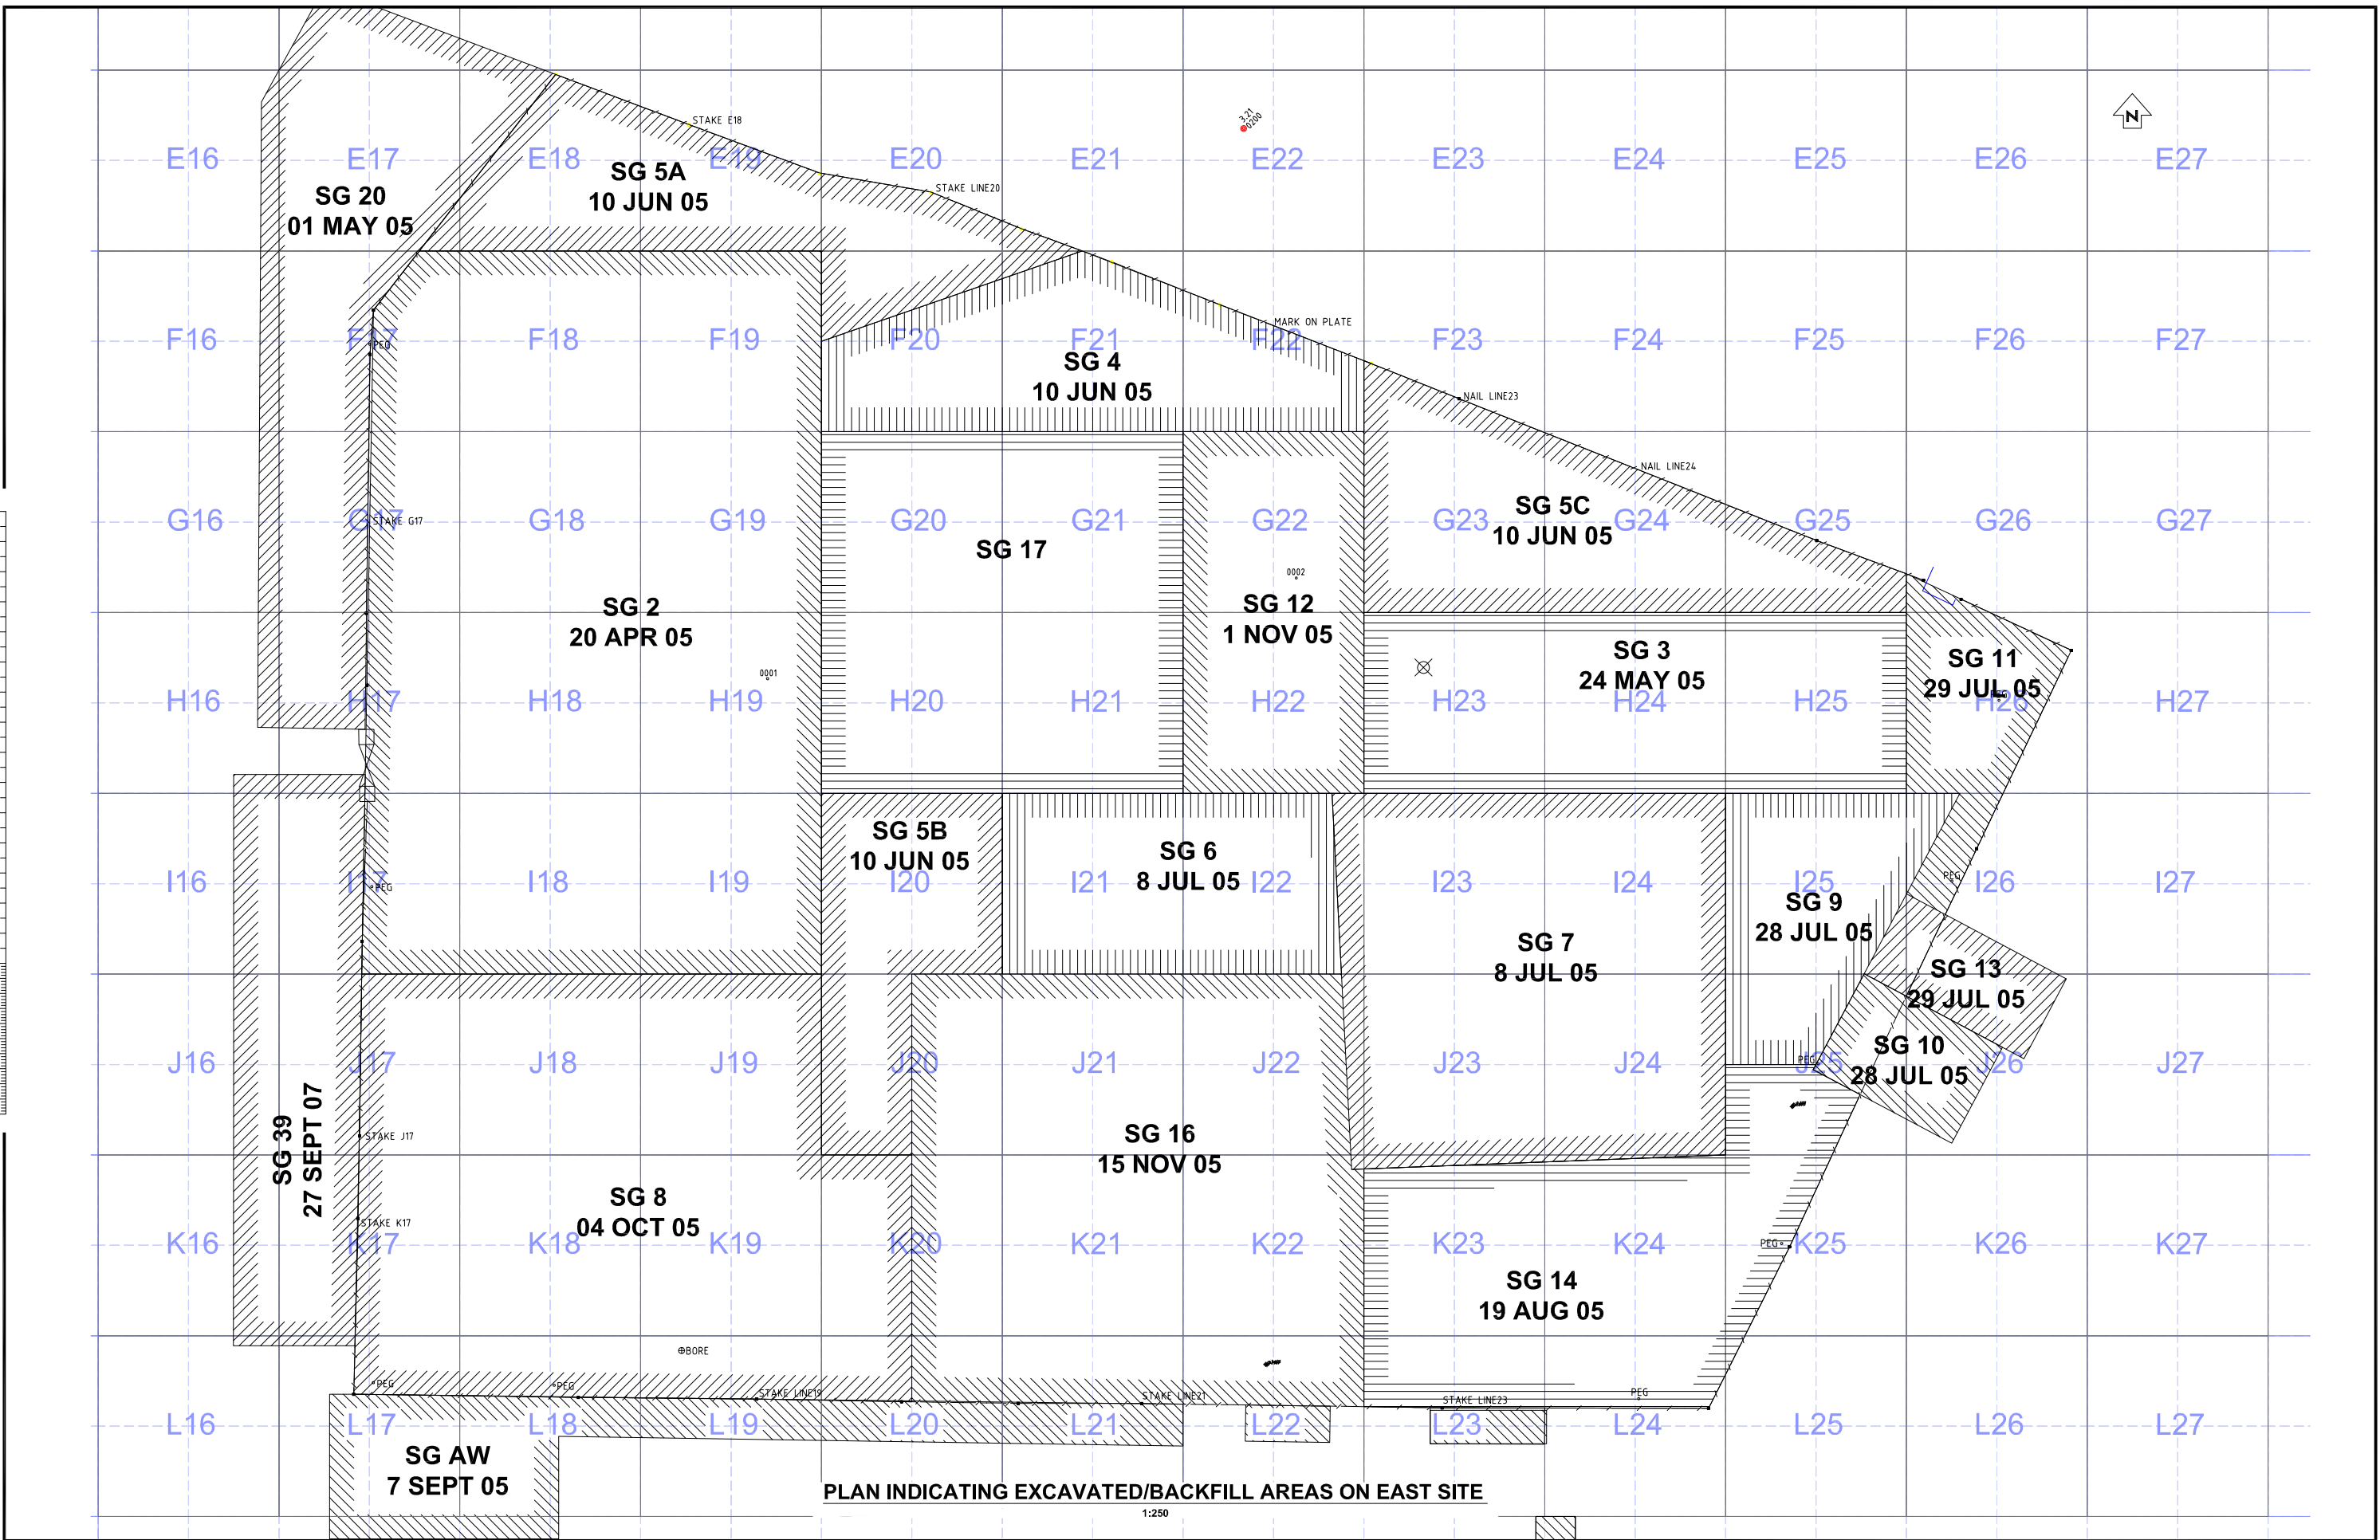 3.21
0200
N
STAKE E18
E16
E17
E18
E19
E20
E21
E22
E23
E24
E25
E26
E27
SG 20
01 MAY 05
SG 5A
10 JUN 05
STAKE LINE20
MARK ON PLATE
F16
F17
F18
F19
F20
F21
F22
F23
F24
F25
F26
F27
PEG
SG 4
10 JUN 05
NAIL LINE23
NAIL LINE24
G16
G17
G18
G19
G20
G21
G22
G23
G24
G25
G26
G27
STAKE G17
SG 5C
10 JUN 05
SG 17
0002
SG 2
20 APR 05
SG 12
1 NOV 05
SG 3
24 MAY 05
SG 11
29 JUL 05
0001
PEG
H16
H17
H18
H19
H20
H21
H22
H23
H24
H25
H26
H27
SG 5B
10 JUN 05
SG 6
8 JUL 05
I16
I17
I18
I19
I20
I21
I22
I23
I24
I25
I26
I27
PEG
PEG
SG 9
28 JUL 05
SG 7
8 JUL 05
SG 13
29 JUL 05
SG 10
28 JUL 05
J16
J17
J18
J19
J20
J21
J22
J23
J24
J25
J26
J27
PEG
SG 39
27 SEPT 07
STAKE J17
SG 16
15 NOV 05
SG 8
04 OCT 05
STAKE K17
K16
K17
K18
K19
K20
K21
K22
K23
K24
K25
K26
K27
PEG
SG 14
19 AUG 05
BORE
PEG
PEG
STAKE LINE19
STAKE LINE21
STAKE LINE23
PEG
L16
L17
L18
L19
L20
L21
L22
L23
L24
L25
L26
L27
SG AW
7 SEPT 05
PLAN INDICATING EXCAVATED/BACKFILL AREAS ON EAST SITE
1:250